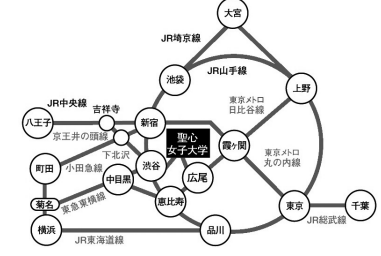 大宮
JR埼京線
池袋
JR山手線
上野
JR中央線
吉祥寺
東京メトロ
日比谷線
八王子
新宿
京王井の頭線
聖心
女子大学
霞ヶ関
下北沢
東京メトロ
丸の内線
町田
小田急線
渋谷
広尾
中目黒
菊名
東急東横線
恵比寿
東京
千葉
JR総武線
横浜
JR東海道線
品川